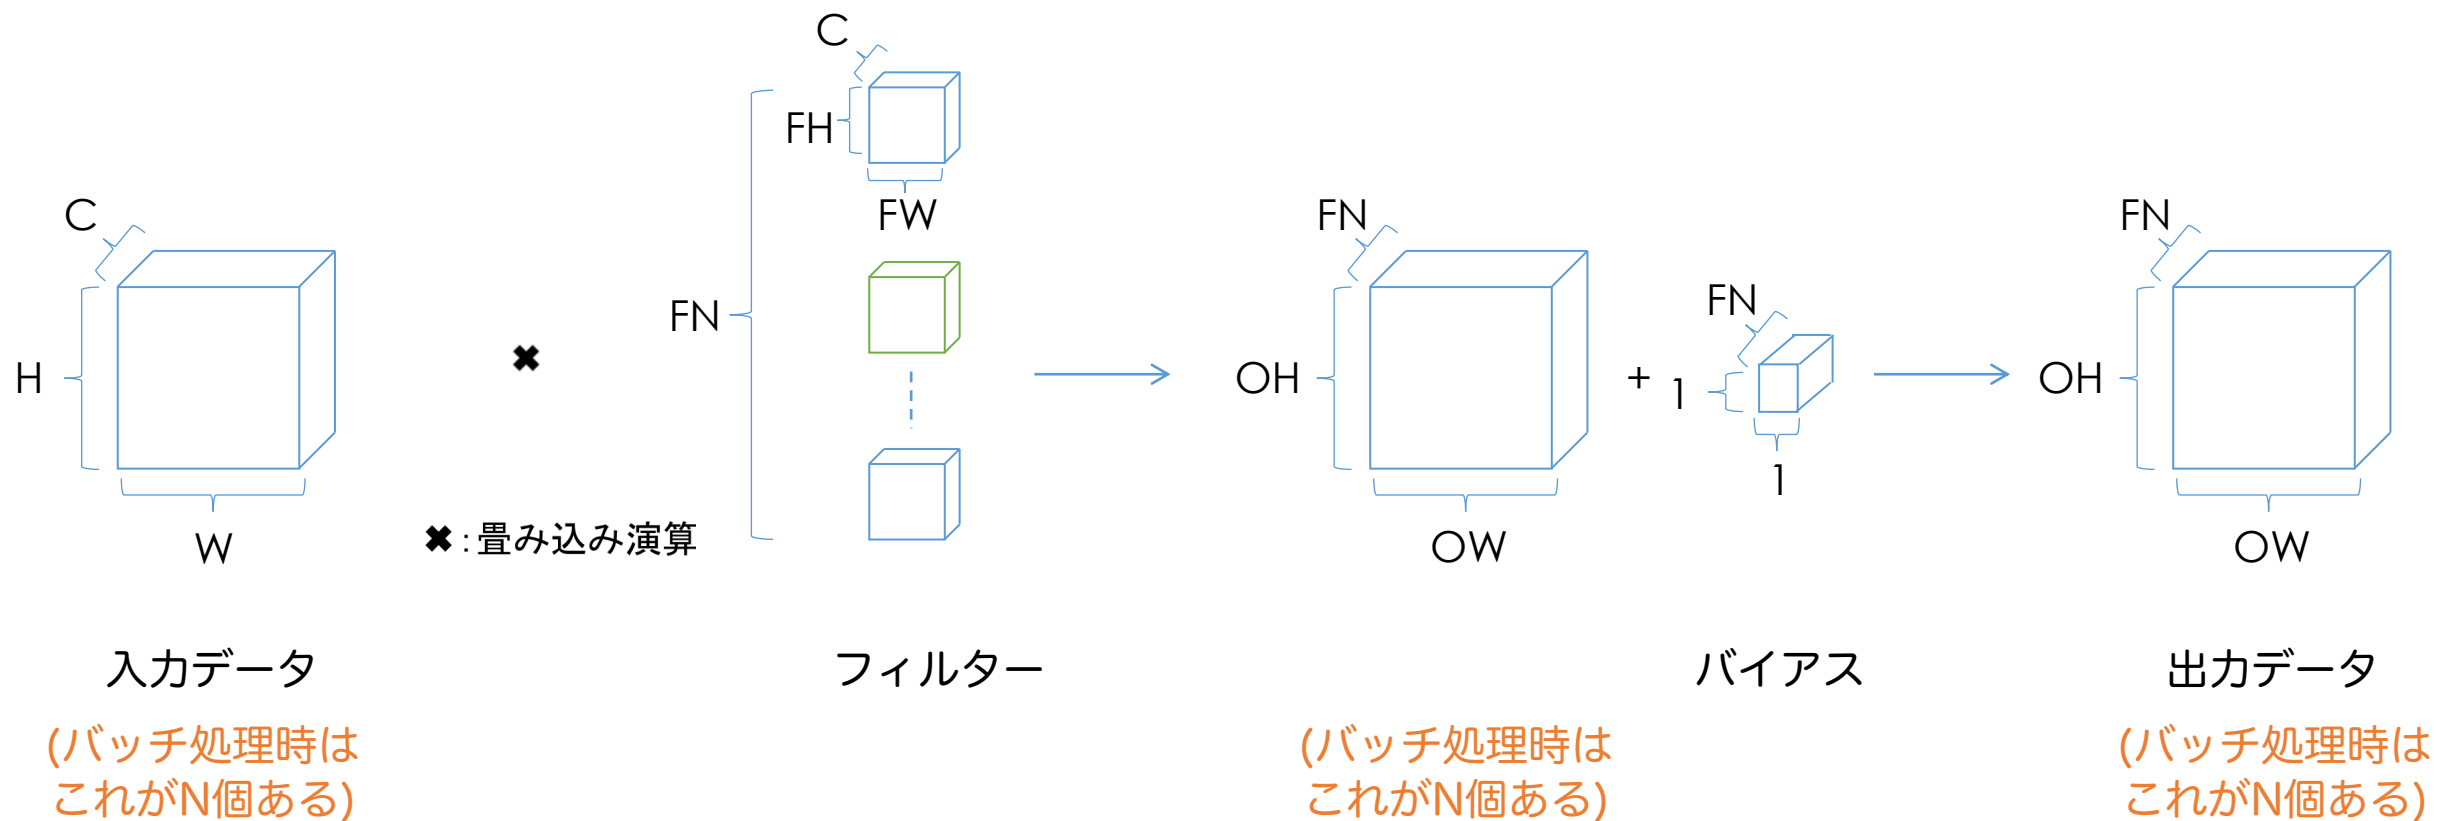 C
H
W
入力データ
(バッチ処理時は
これがN個ある)
✖
✖ : 畳み込み演算
FN
C
FH
FW
フィルター
FN
OH
OW
(バッチ処理時は
これがN個ある)
+
FN
1
1
バイアス
FN
OH
OW
出力データ
(バッチ処理時は
これがN個ある)